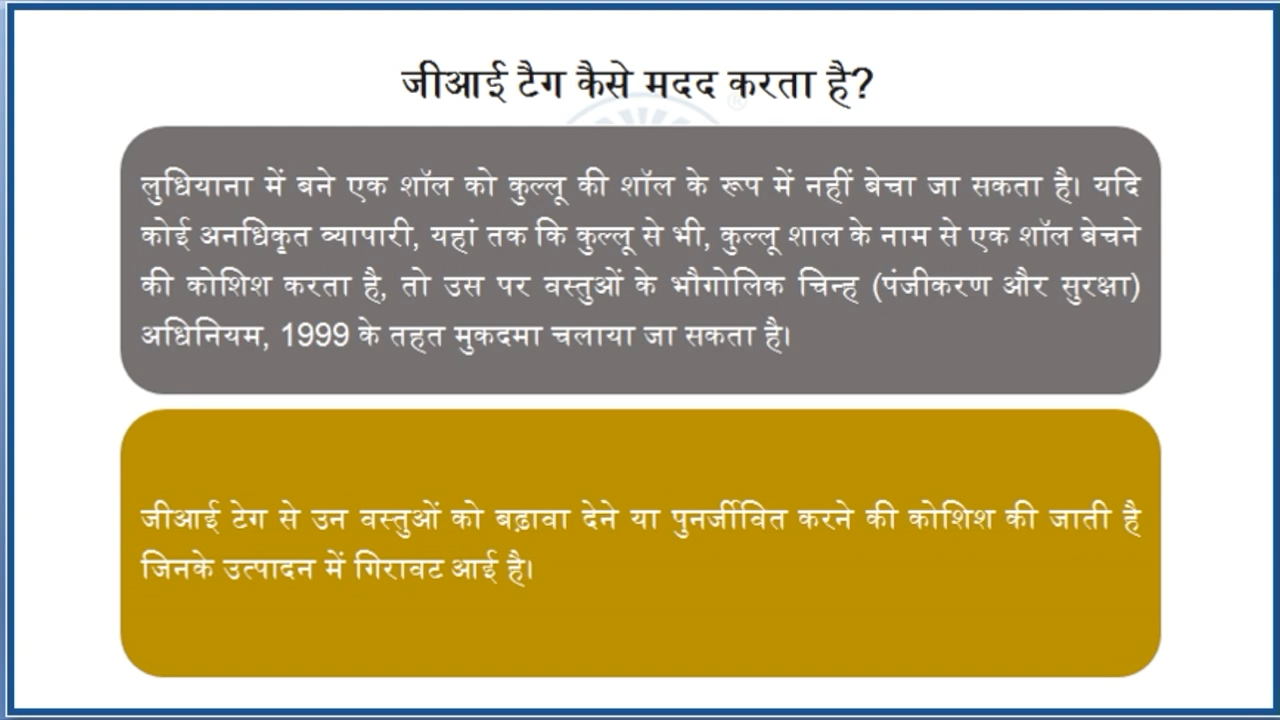 जीआई टैग कैसे मदद करता है?
लुधियाना में बने एक शॉल को कुल्लू की शॉल के रूप में नहीं बेचा जा सकता है। यदि
कोई अनधिकृत व्यापारी, यहां तक कि कुल्लू से भी, कुल्लू शाल के नाम से एक शॉल बेचने
की कोशिश करता है, तो उस पर वस्तुओं के भौगोलिक चिन्ह (पंजीकरण और सुरक्षा)
अधिनियम, 1999 के तहत मुकदमा चलाया जा सकता है।
जीआई टेग से उन वस्तुओं को बढ़ावा देने या पुनर्जीवित करने की कोशिश की जाती है
जिनके उत्पादन में गिरावट आई है।